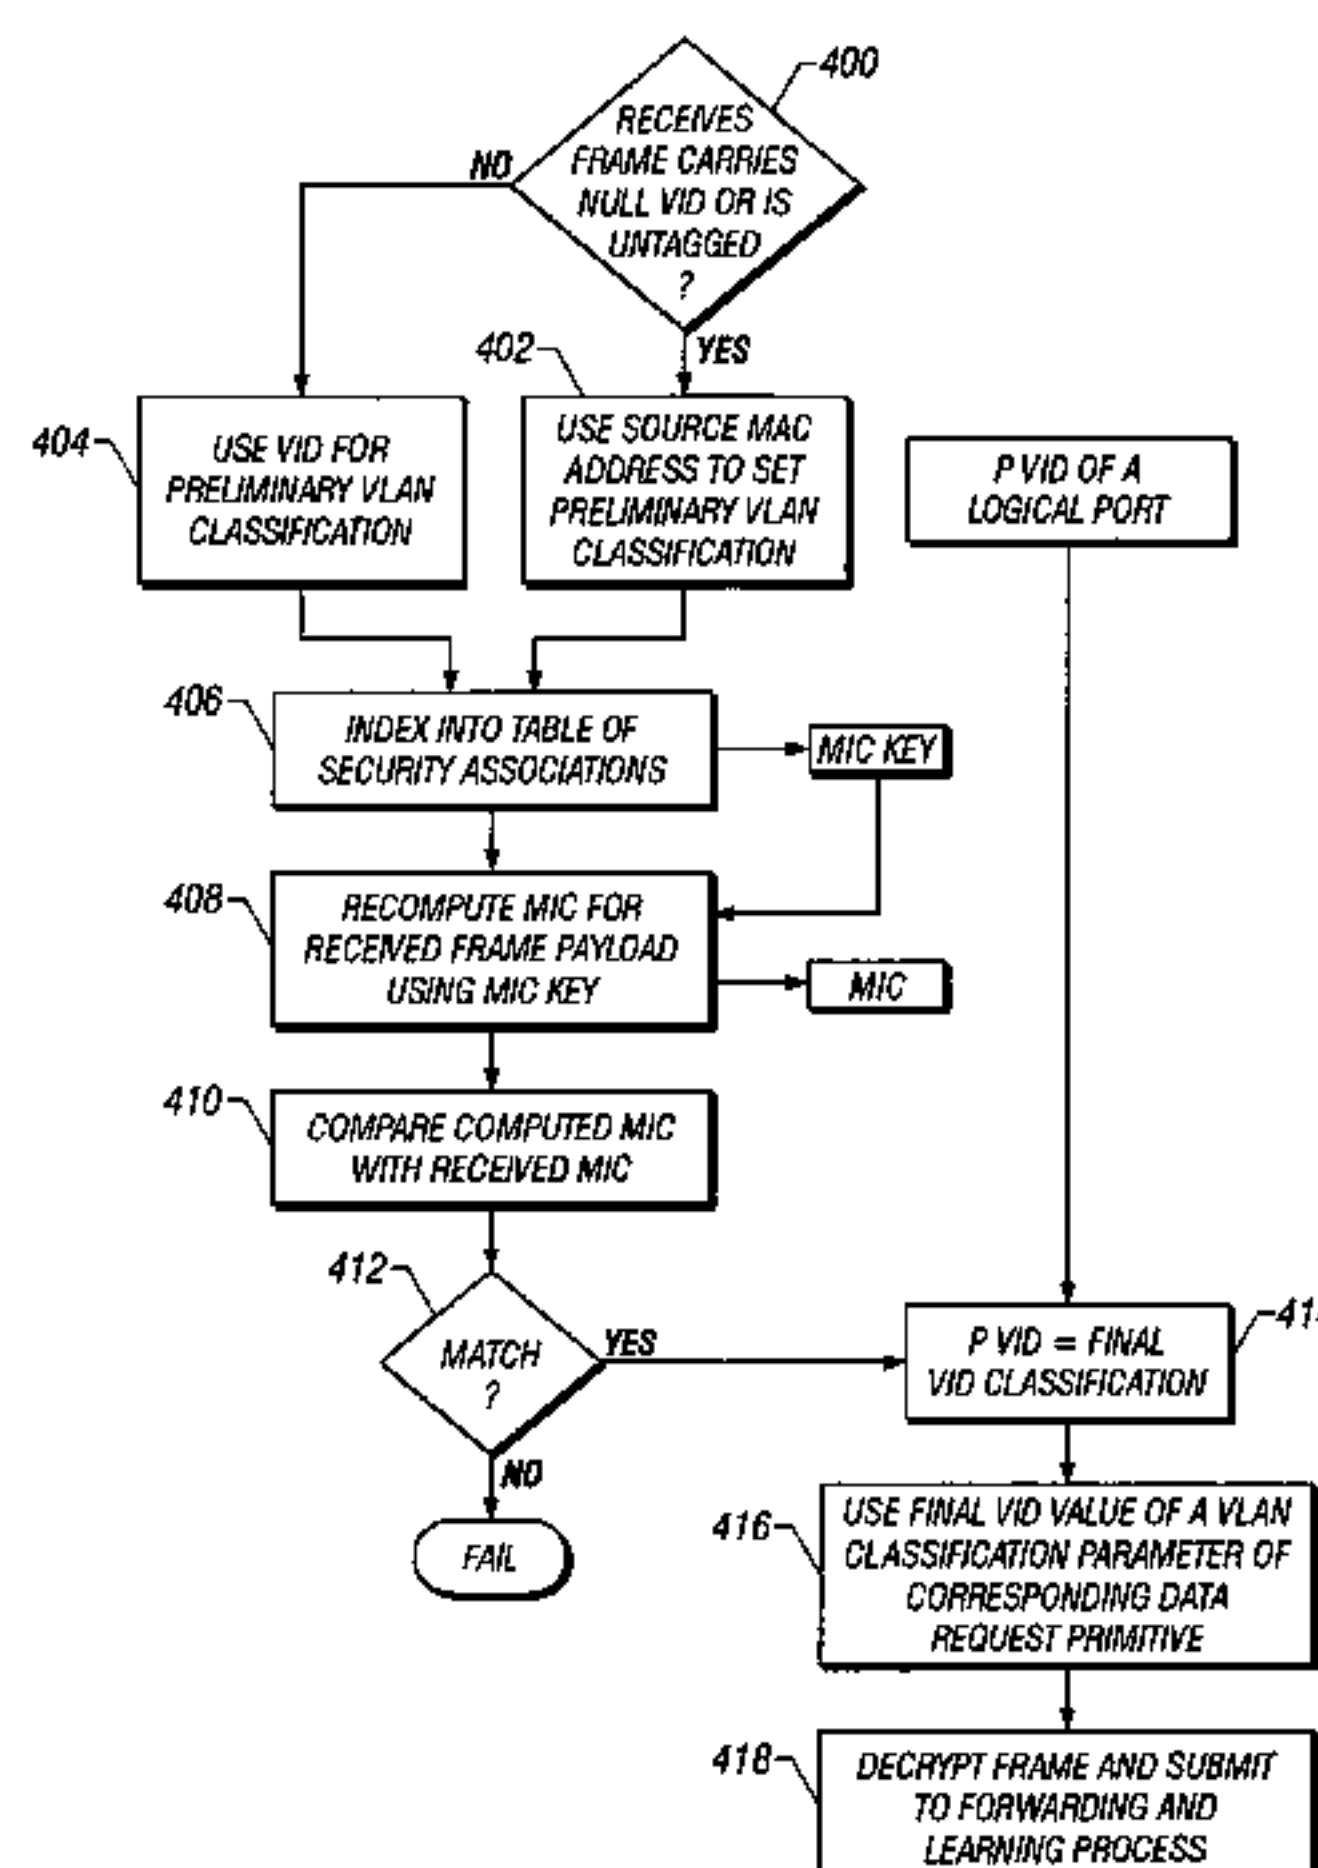 400
RECEIVES
FRAME CARRIES
NULL VID OR IS
UNTAGGED
?
NO
YES
402
404
USE VID FOR
PRELIMINARY VLAN
CLASSIFICATION
USE SOURCE MAC
ADDRESS TO SET
PRELIMINARY VLAN
CLASSIFICATION
P VID OF A
LOGICAL PORT
406
INDEX INTO TABLE OF
SECURITY ASSOCIATIONS
MIC KEY
408
RECOMPUTE MIC FOR
RECEIVED FRAME PAYLOAD
USING MIC KEY
MIC
410
COMPARE COMPUTED MIC
WITH RECEIVED MIC
412
MATCH
?
YES
NO
FAIL
P VID = FINAL
VID CLASSIFICATION
416
USE FINAL VID VALUE OF A VLAN
CLASSIFICATION PARAMETER OF
CORRESPONDING DATA
REQUEST PRIMITIVE
418
DECRYPT FRAME AND SUBMIT
TO FORWARDING AND
LEARNING PROCESS